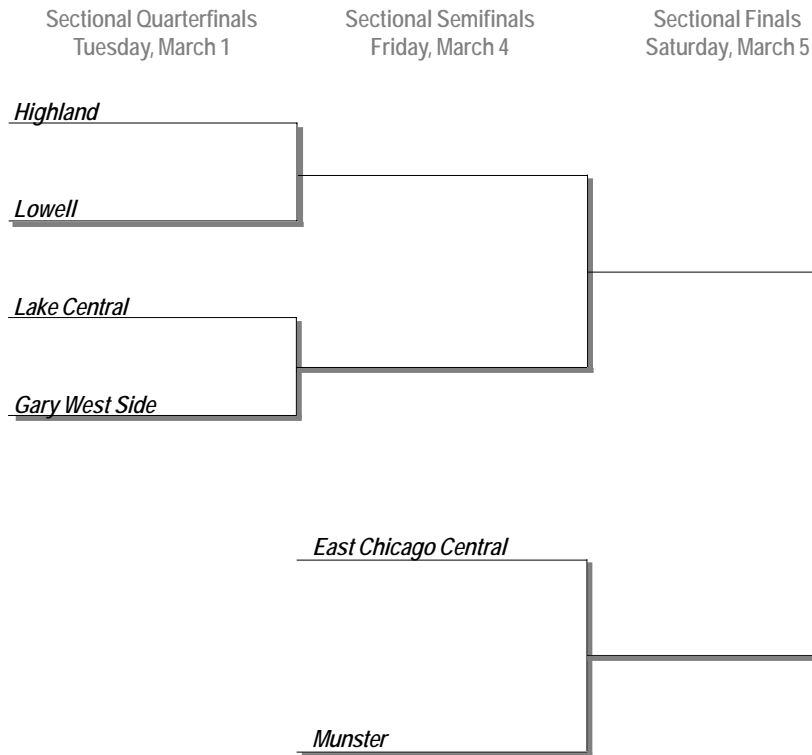 Sectional Quarterfinals
Tuesday, March 1
Sectional Semifinals
Friday, March 4
Sectional Finals
Saturday, March 5
Highland
Lowell
Lake Central
Gary West Side
East Chicago Central
Munster